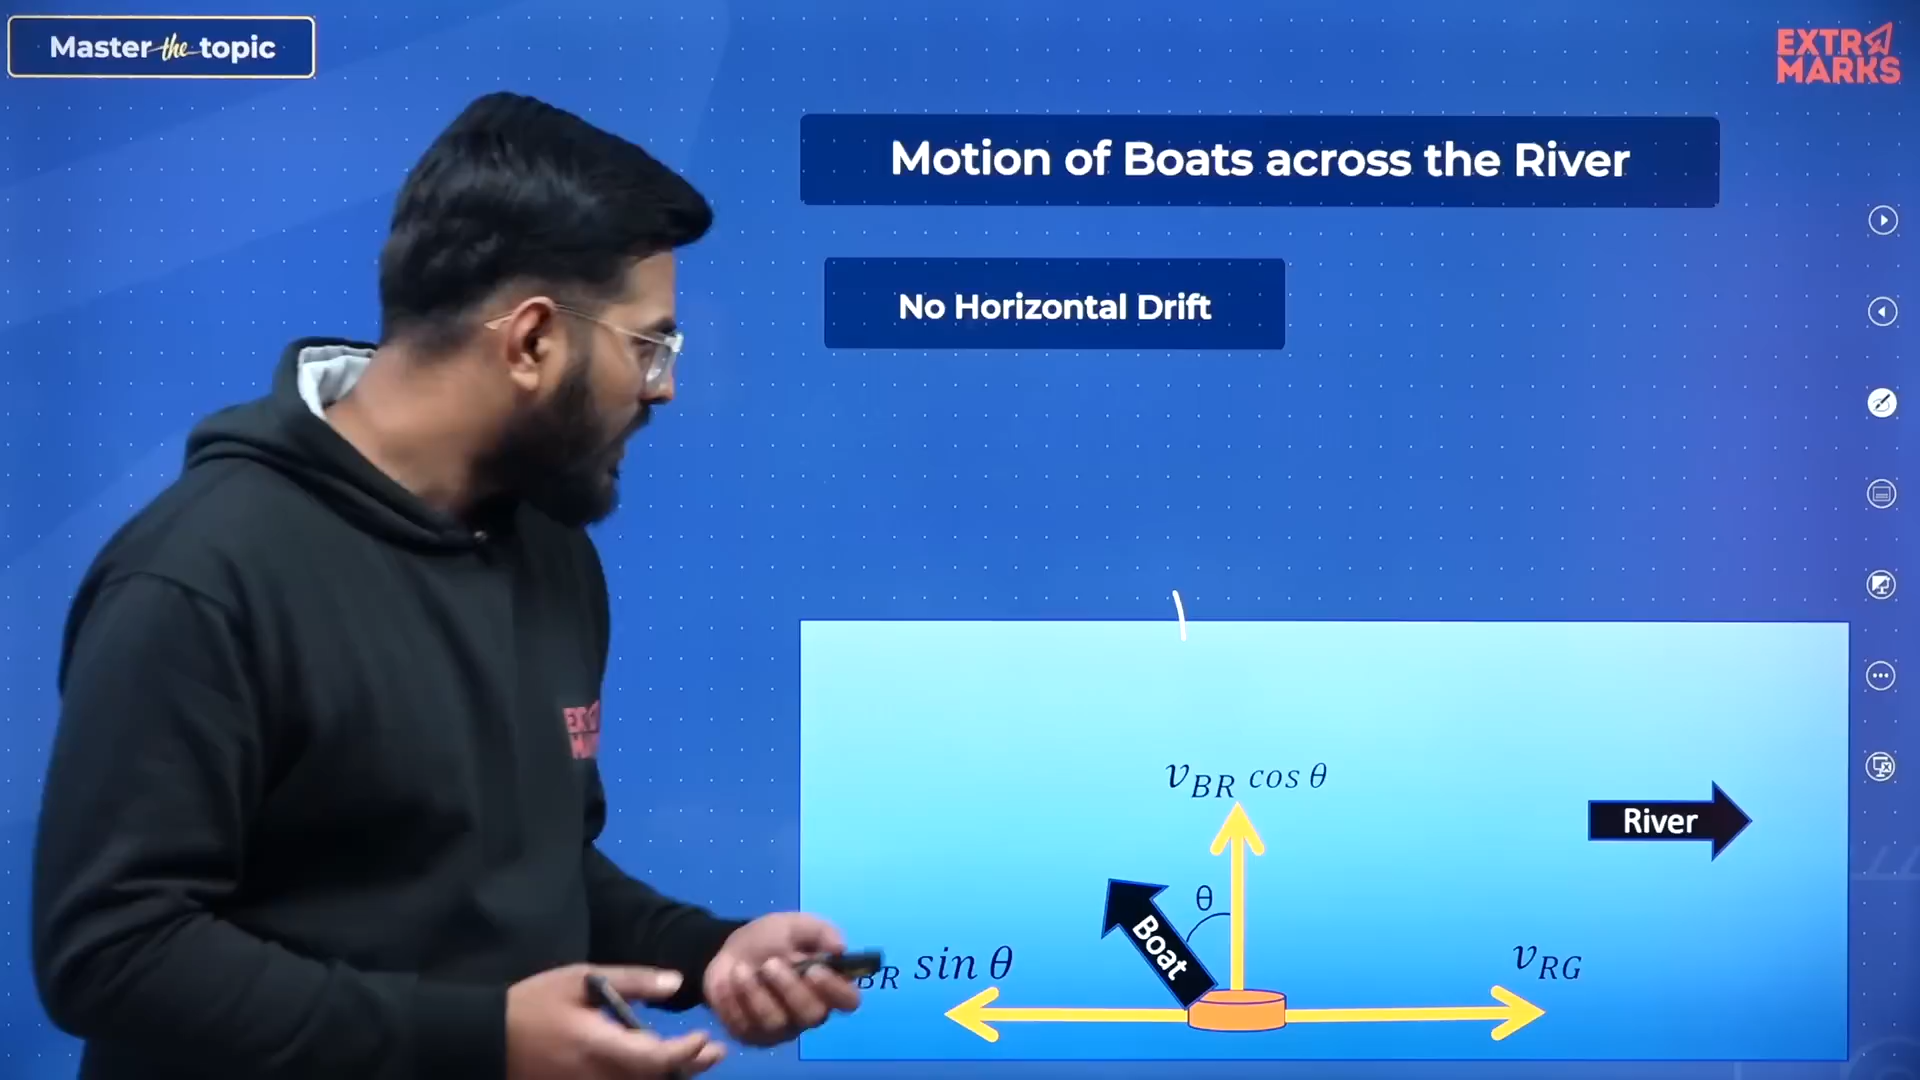 Master the topic
EXTRA
MARKS
Motion of Boats across the River
No Horizontal Drift
v_BR cos θ
River
θ
Boat
BR sin θ
v_RG